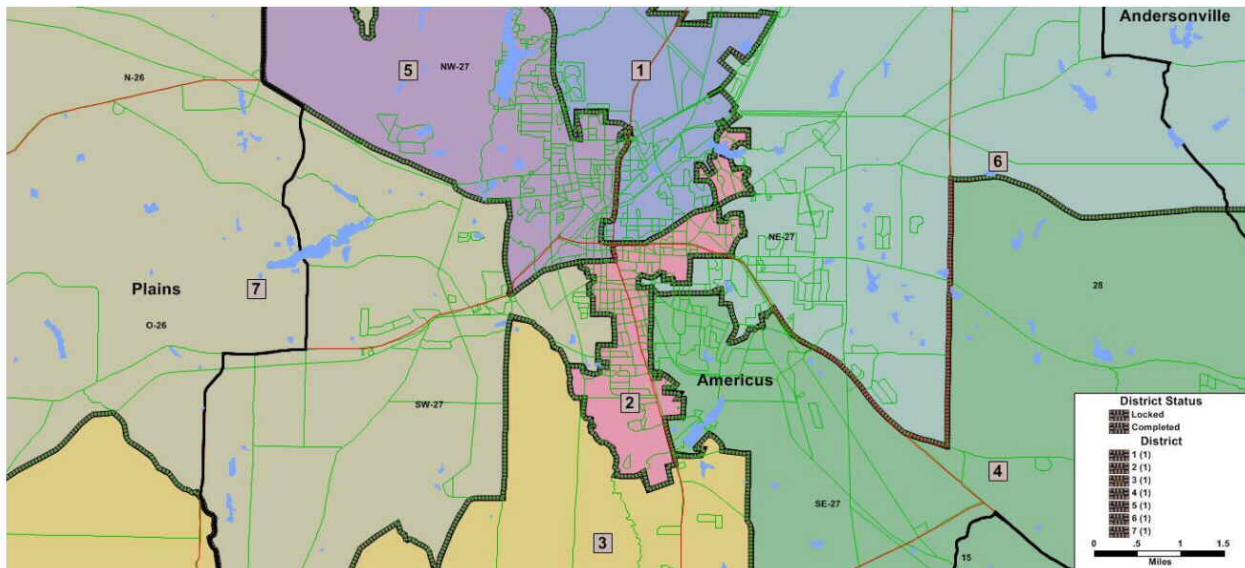 Andersonville
1
5
NW-27
N-26
6
NE-27
28
Plains
7
O-26
Americus
2
SW-27
4
SE-27
3
15
District Status
Locked
Completed
District
1 (1)
2 (1)
3 (1)
4 (1)
5 (1)
6 (1)
7 (1)
0 .5 1 1.5
Miles